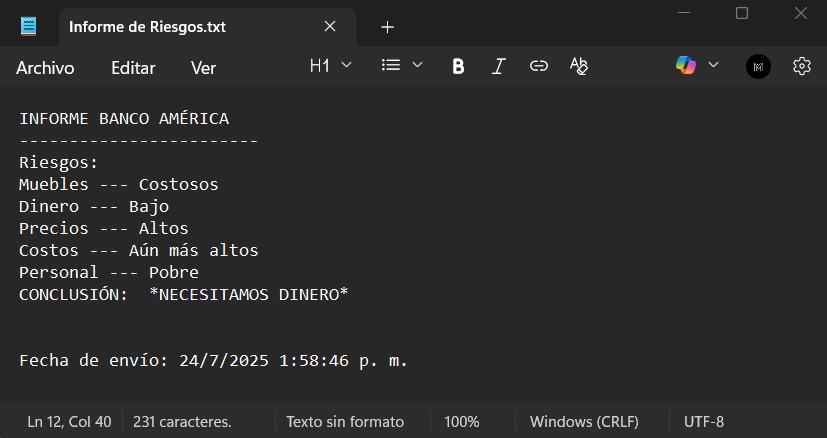 Informe de Riesgos.txt
Archivo Editar Ver H1 B I
INFORME BANCO AMÉRICA
------------------------
Riesgos:
Muebles --- Costosos
Dinero --- Bajo
Precios --- Altos
Costos --- Aún más altos
Personal --- Pobre
CONCLUSIÓN:  *NECESITAMOS DINERO*
Fecha de envío: 24/7/2025 1:58:46 p. m.
Ln 12, Col 40 231 caracteres. Texto sin formato 100% Windows (CRLF) UTF-8